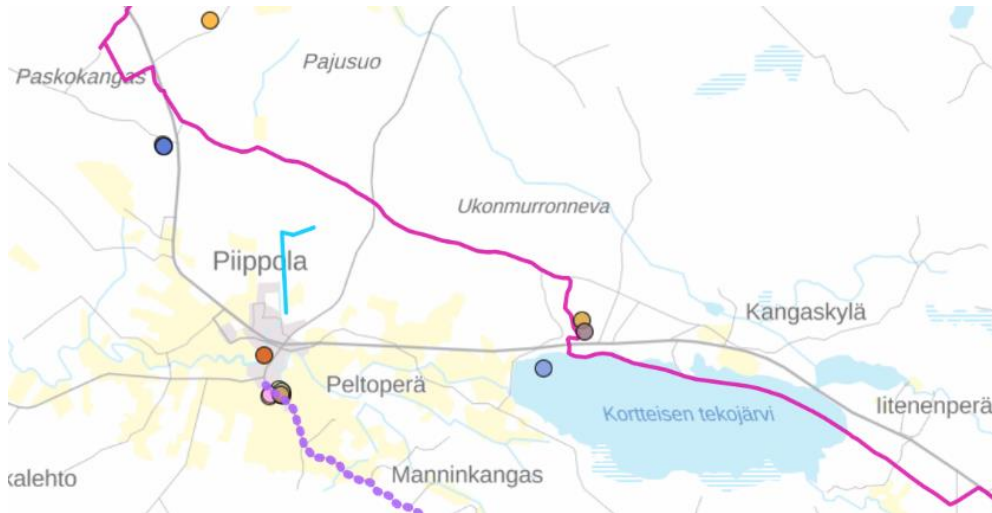 Pajusuo
Paskokangas
Ukonmurronneva
Piippola
Kangaskylä
Peltoperä
Kortteisen tekojärvi
Iitenenperä
Manninkangas
kalehto